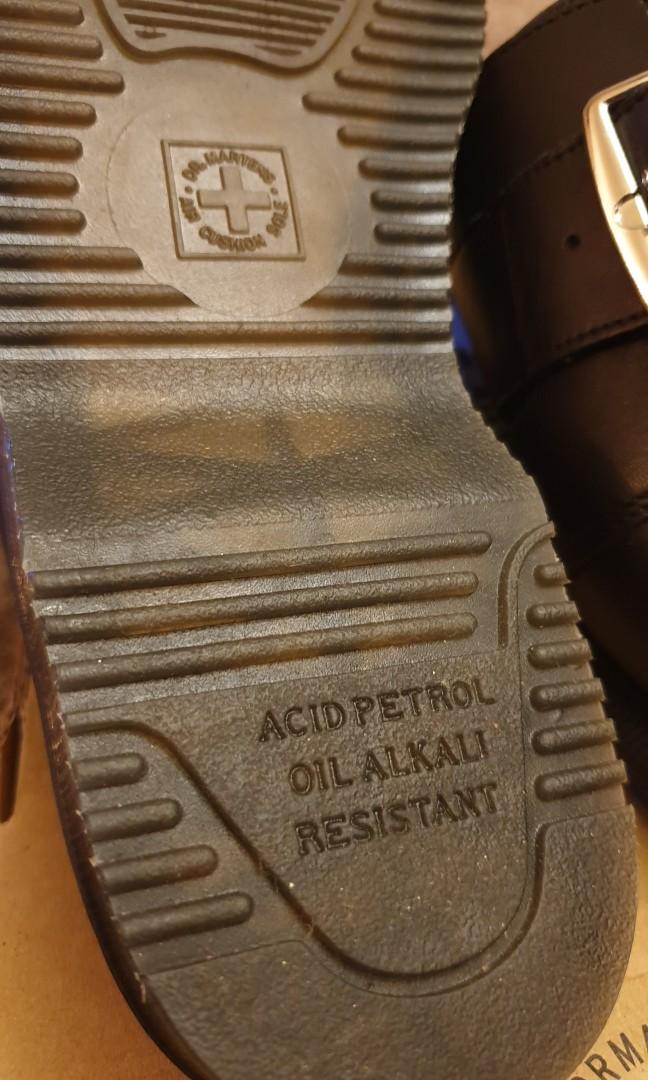 · DR. MARTENS ·
AIR CUSHION SOLE
ACID PETROL
OIL ALKALI
RESISTANT